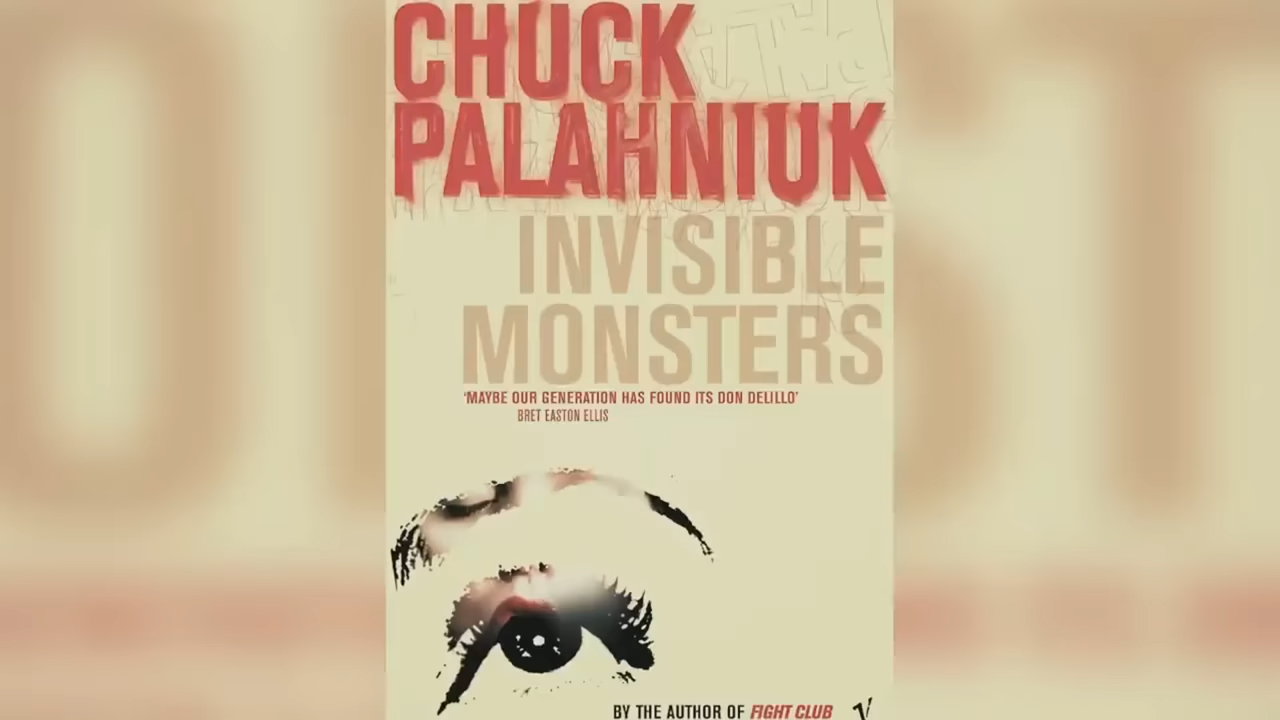 CHUCK
PALAHNIUK
INVISIBLE
MONSTERS
'MAYBE OUR GENERATION HAS FOUND ITS DON DELILLO'
BRET EASTON ELLIS
BY THE AUTHOR OF FIGHT CLUB